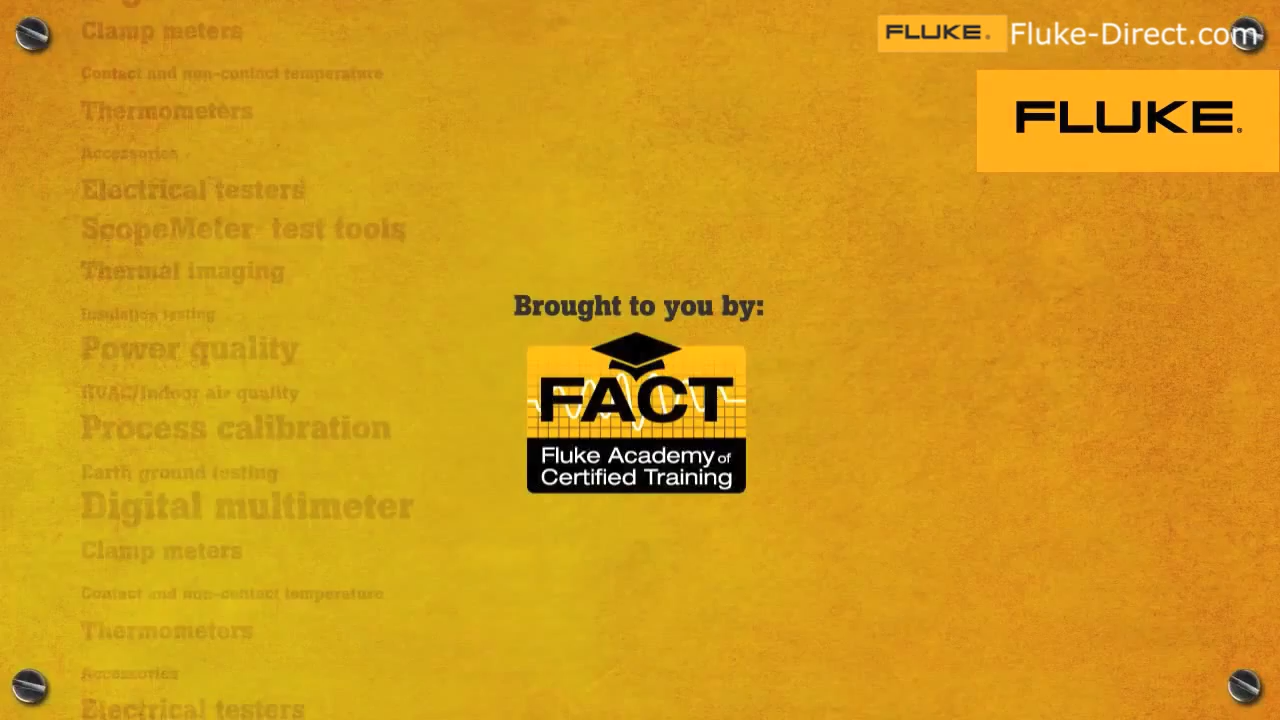 Clamp meters
Contact and non-contact temperature
Thermometers
Accessories
Electrical testers
ScopeMeter test tools
Thermal imaging
Insulation testing
Power quality
HVAC/Indoor air quality
Process calibration
Earth ground testing
Digital multimeter
Clamp meters
Contact and non-contact temperature
Thermometers
Accessories
Electrical testers
FLUKE® Fluke-Direct.com
FLUKE®
Brought to you by:
FACT
Fluke Academy of
Certified Training